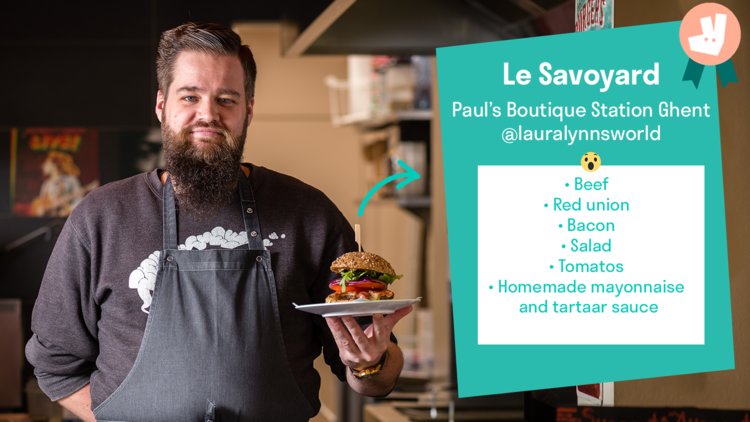 Le Savoyard
Paul's Boutique Station Ghent
@lauralynnsworld
• Beef
• Red union
• Bacon
• Salad
• Tomatos
• Homemade mayonnaise
and tartaar sauce